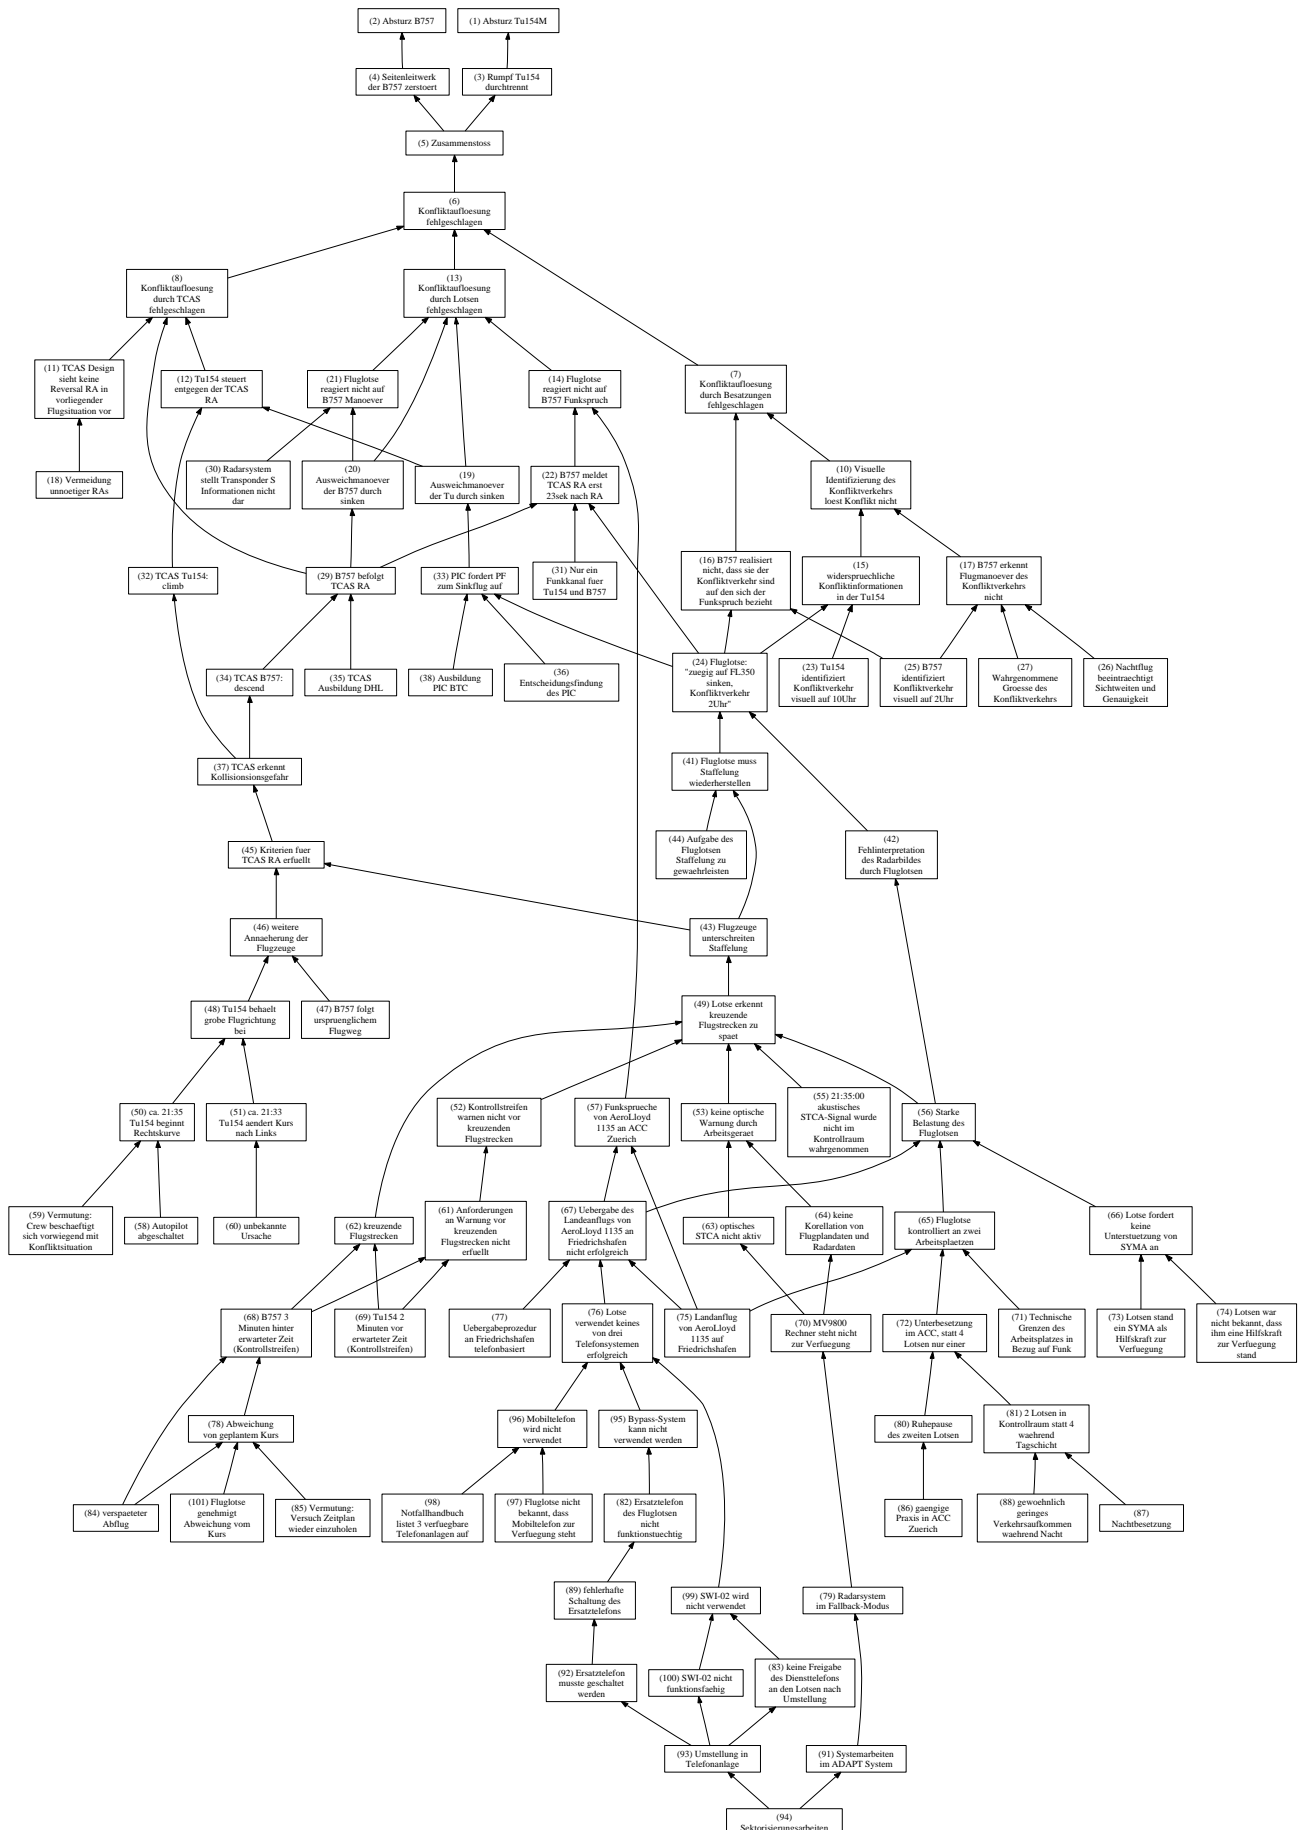 (2) Absturz B757
(1) Absturz Tu154M
(4) Seitenleitwerk
der B757 zerstoert
(3) Rumpf Tu154
durchtrennt
(5) Zusammenstoss
(6)
Konfliktaufloesung
fehlgeschlagen
(8)
Konfliktaufloesung
durch TCAS
fehlgeschlagen
(13)
Konfliktaufloesung
durch Lotsen
fehlgeschlagen
(11) TCAS Design
sieht keine
Reversal RA in
vorliegender
Flugsituation vor
(12) Tu154 steuert
entgegen der TCAS
RA
(21) Fluglotse
reagiert nicht auf
B757 Manoever
(14) Fluglotse
reagiert nicht auf
B757 Funkspruch
(7)
Konfliktaufloesung
durch Besatzungen
fehlgeschlagen
(18) Vermeidung
unnoetiger RAs
(30) Radarsystem
stellt Transponder S
Informationen nicht
dar
(20)
Ausweichmanoever
der B757 durch
sinken
(19)
Ausweichmanoever
der Tu durch sinken
(22) B757 meldet
TCAS RA erst
23sek nach RA
(10) Visuelle
Identifizierung des
Konfliktverkehrs
loest Konflikt nicht
(32) TCAS Tu154:
climb
(29) B757 befolgt
TCAS RA
(33) PIC fordert PF
zum Sinkflug auf
(31) Nur ein
Funkkanal fuer
Tu154 und B757
(16) B757 realisiert
nicht, dass sie der
Konfliktverkehr sind
auf den sich der
Funkspruch bezieht
(15)
widerspruechliche
Konfliktinformationen
in der Tu154
(17) B757 erkennt
Flugmanoever des
Konfliktverkehrs
nicht
(34) TCAS B757:
descend
(35) TCAS
Ausbildung DHL
(38) Ausbildung
PIC BTC
(36)
Entscheidungsfindung
des PIC
(24) Fluglotse:
"zuegig auf FL350
sinken,
Konfliktverkehr
2Uhr"
(23) Tu154
identifiziert
Konfliktverkehr
visuell auf 10Uhr
(25) B757
identifiziert
Konfliktverkehr
visuell auf 2Uhr
(27)
Wahrgenommene
Groesse des
Konfliktverkehrs
(26) Nachtflug
beeintraechtigt
Sichtweiten und
Genauigkeit
(37) TCAS erkennt
Kollisionsionsgefahr
(41) Fluglotse muss
Staffelung
wiederherstellen
(45) Kriterien fuer
TCAS RA erfuellt
(44) Aufgabe des
Fluglotsen
Staffelung zu
gewaehrleisten
(42)
Fehlinterpretation
des Radarbildes
durch Fluglotsen
(46) weitere
Annaeherung der
Flugzeuge
(43) Flugzeuge
unterschreiten
Staffelung
(48) Tu154 behaelt
grobe Flugrichtung
bei
(47) B757 folgt
urspruenglichem
Flugweg
(49) Lotse erkennt
kreuzende
Flugstrecken zu
spaet
(50) ca. 21:35
Tu154 beginnt
Rechtskurve
(51) ca. 21:33
Tu154 aendert Kurs
nach Links
(52) Kontrollstreifen
warnen nicht vor
kreuzenden
Flugstrecken
(57) Funksprueche
von AeroLloyd
1135 an ACC
Zuerich
(53) keine optische
Warnung durch
Arbeitsgeraet
(55) 21:35:00
akustisches
STCA-Signal wurde
nicht im
Kontrollraum
wahrgenommen
(56) Starke
Belastung des
Fluglotsen
(59) Vermutung:
Crew beschaeftigt
sich vorwiegend mit
Konfliktsituation
(58) Autopilot
abgeschaltet
(60) unbekannte
Ursache
(62) kreuzende
Flugstrecken
(61) Anforderungen
an Warnung vor
kreuzenden
Flugstrecken nicht
erfuellt
(67) Uebergabe des
Landeanflugs von
AeroLloyd 1135 an
Friedrichshafen
nicht erfolgreich
(63) optisches
STCA nicht aktiv
(64) keine
Korellation von
Flugplandaten und
Radardaten
(65) Fluglotse
kontrolliert an zwei
Arbeitsplaetzen
(66) Lotse fordert
keine
Unterstuetzung von
SYMA an
(68) B757 3
Minuten hinter
erwarteter Zeit
(Kontrollstreifen)
(69) Tu154 2
Minuten vor
erwarteter Zeit
(Kontrollstreifen)
(77)
Uebergabeprozedur
an Friedrichshafen
telefonbasiert
(76) Lotse
verwendet keines
von drei
Telefonsystemen
erfolgreich
(75) Landanflug
von AeroLloyd
1135 auf
Friedrichshafen
(70) MV9800
Rechner steht nicht
zur Verfuegung
(72) Unterbesetzung
im ACC, statt 4
Lotsen nur einer
(71) Technische
Grenzen des
Arbeitsplatzes in
Bezug auf Funk
(73) Lotsen stand
ein SYMA als
Hilfskraft zur
Verfuegung
(74) Lotsen war
nicht bekannt, dass
ihm eine Hilfskraft
zur Verfuegung
stand
(78) Abweichung
von geplantem Kurs
(96) Mobiltelefon
wird nicht
verwendet
(95) Bypass-System
kann nicht
verwendet werden
(80) Ruhepause
des zweiten Lotsen
(81) 2 Lotsen in
Kontrollraum statt 4
waehrend
Tagschicht
(84) verspaeteter
Abflug
(101) Fluglotse
genehmigt
Abweichung vom
Kurs
(85) Vermutung:
Versuch Zeitplan
wieder einzuholen
(98)
Notfallhandbuch
listet 3 verfuegbare
Telefonanlagen auf
(97) Fluglotse nicht
bekannt, dass
Mobiltelefon zur
Verfuegung steht
(82) Ersatztelefon
des Fluglotsen
nicht
funktionstuechtig
(86) gaengige
Praxis in ACC
Zuerich
(88) gewoehnlich
geringes
Verkehrsaufkommen
waehrend Nacht
(87)
Nachtbesetzung
(89) fehlerhafte
Schaltung des
Ersatztelefons
(99) SWI-02 wird
nicht verwendet
(79) Radarsystem
im Fallback-Modus
(92) Ersatztelefon
musste geschaltet
werden
(100) SWI-02 nicht
funktionsfaehig
(83) keine Freigabe
des Diensttelefons
an den Lotsen nach
Umstellung
(93) Umstellung in
Telefonanlage
(91) Systemarbeiten
im ADAPT System
(94)
Sektorisierungsarbeiten